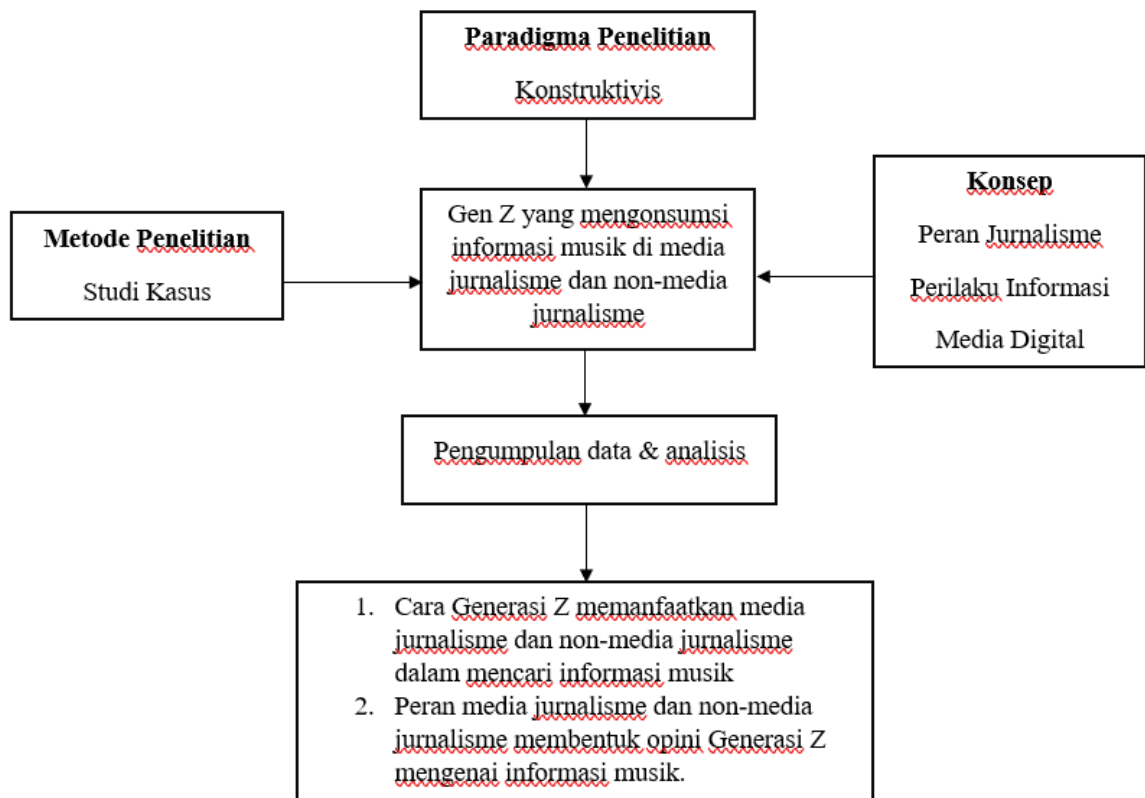 Paradigma Penelitian
Konstruktivis
Metode Penelitian
Studi Kasus
Gen Z yang mengonsumsi
informasi musik di media
jurnalisme dan non-media
jurnalisme
Konsep
Peran Jurnalisme
Perilaku Informasi
Media Digital
Pengumpulan data & analisis
1. Cara Generasi Z memanfaatkan media
jurnalisme dan non-media jurnalisme
dalam mencari informasi musik
2. Peran media jurnalisme dan non-media
jurnalisme membentuk opini Generasi Z
mengenai informasi musik.